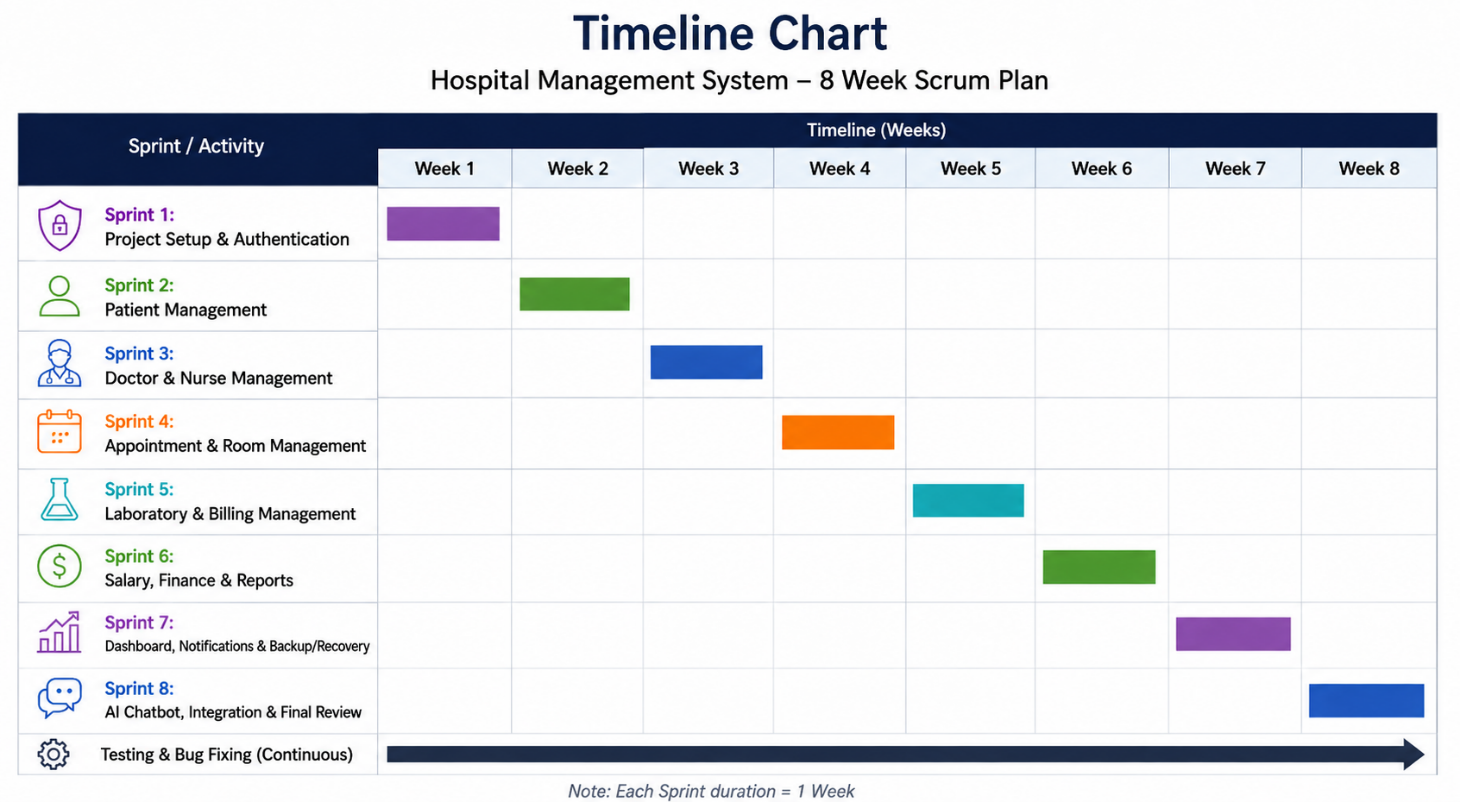 Timeline Chart
Hospital Management System – 8 Week Scrum Plan
Sprint / Activity
Timeline (Weeks)
Week 1
Week 2
Week 3
Week 4
Week 5
Week 6
Week 7
Week 8
Sprint 1:
Project Setup & Authentication
Sprint 2:
Patient Management
Sprint 3:
Doctor & Nurse Management
Sprint 4:
Appointment & Room Management
Sprint 5:
Laboratory & Billing Management
$
Sprint 6:
Salary, Finance & Reports
Sprint 7:
Dashboard, Notifications & Backup/Recovery
Sprint 8:
AI Chatbot, Integration & Final Review
Testing & Bug Fixing (Continuous)
Note: Each Sprint duration = 1 Week